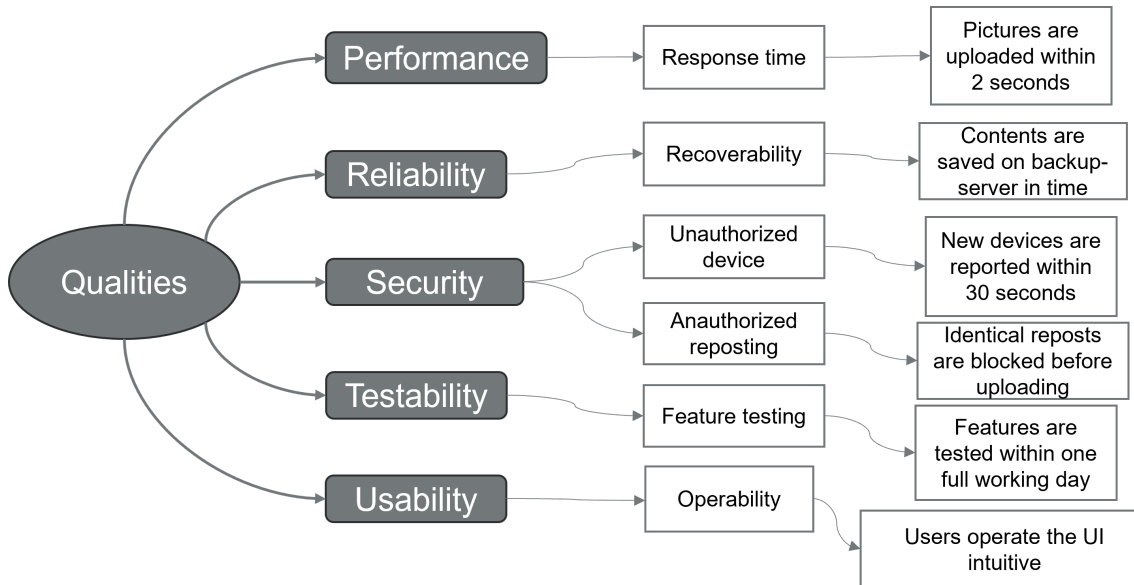 Performance
Response time
Pictures are
uploaded within
2 seconds
Reliability
Recoverability
Contents are
saved on backup-
server in time
Qualities
Security
Unauthorized
device
New devices are
reported within
30 seconds
Anauthorized
reposting
Identical reposts
are blocked before
uploading
Testability
Feature testing
Features are
tested within one
full working day
Usability
Operability
Users operate the UI
intuitive